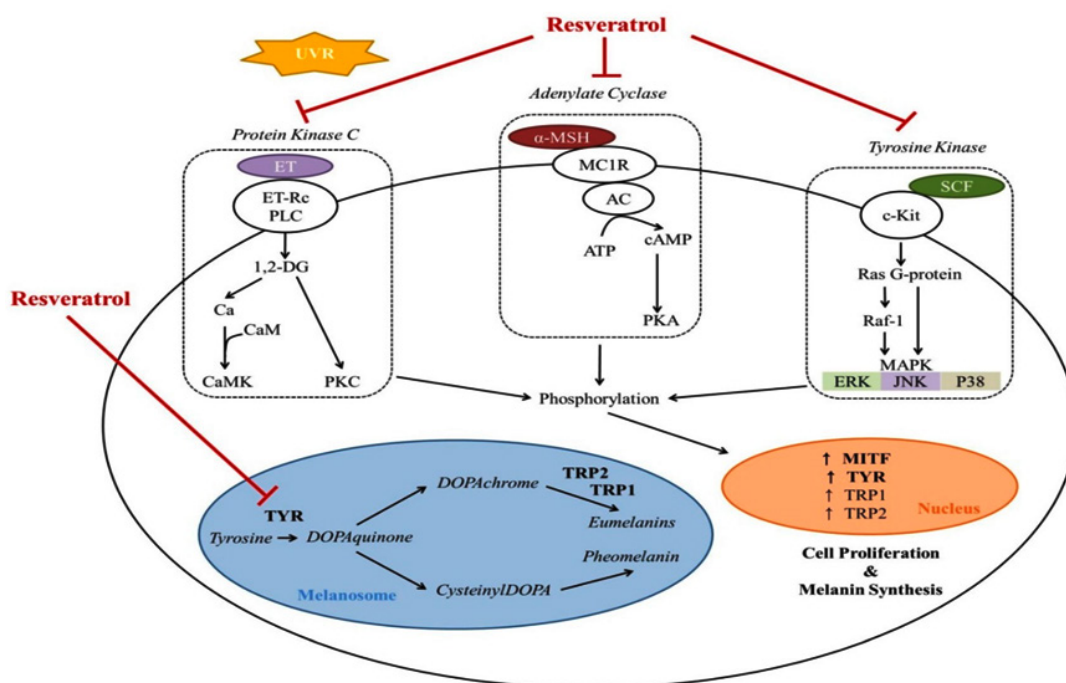 Resveratrol
UVR
Adenylate Cyclase
Protein Kinase C
Tyrosine Kinase
ET
ET-Rc
PLC
1,2-DG
Ca
CaM
CaMK
PKC
α-MSH
MC1R
AC
ATP
cAMP
PKA
SCF
c-Kit
Ras G-protein
Raf-1
MAPK
ERK JNK P38
Resveratrol
Phosphorylation
TYR
Tyrosine
DOPAquinone
DOPAchrome
TRP2
TRP1
Eumelanins
Pheomelanin
CysteinylDOPA
Melanosome
↑ MITF
↑ TYR
↑ TRP1
↑ TRP2
Nucleus
Cell Proliferation
&
Melanin Synthesis